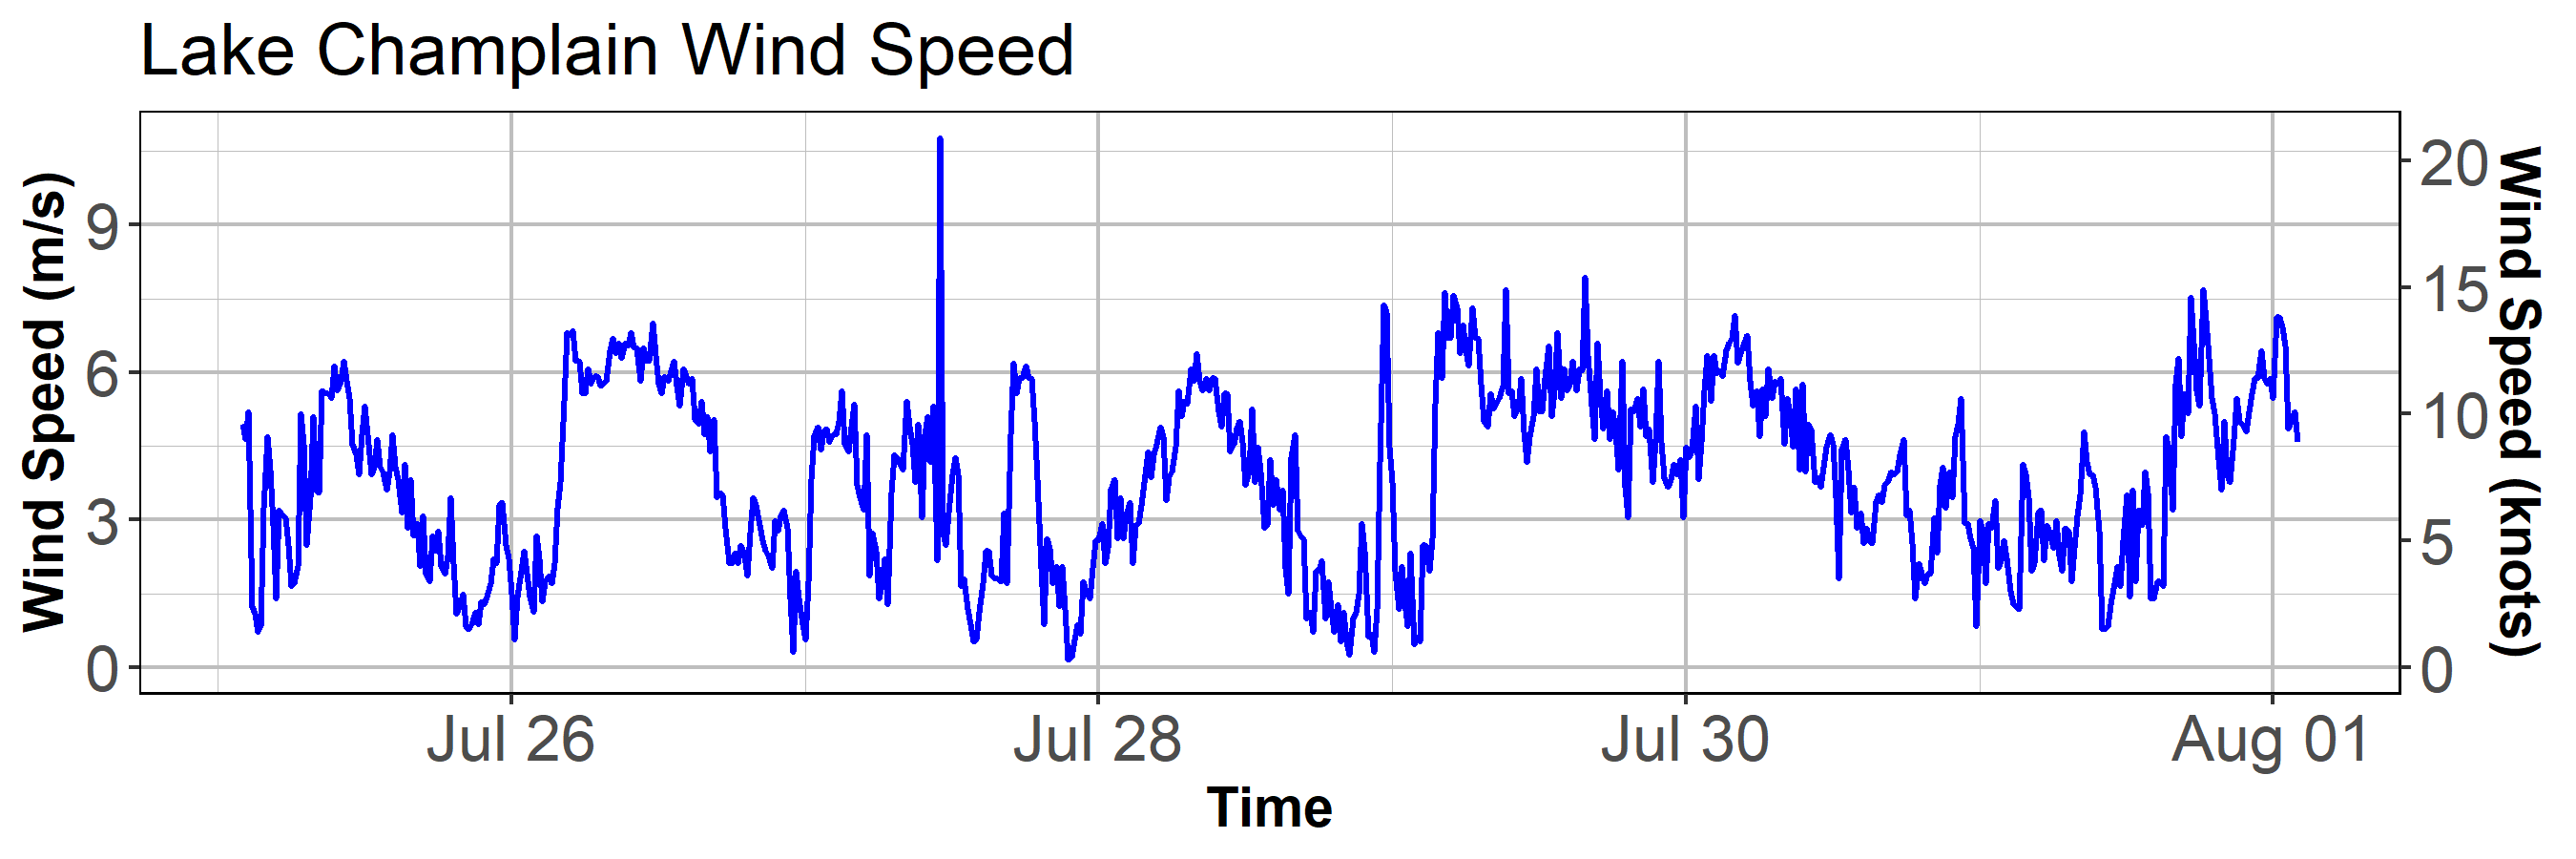 Lake Champlain Wind Speed
Wind Speed (m/s)
9
6
3
0
20
15
10
5
0
Wind Speed (knots)
Jul 26
Jul 28
Jul 30
Aug 01
Time